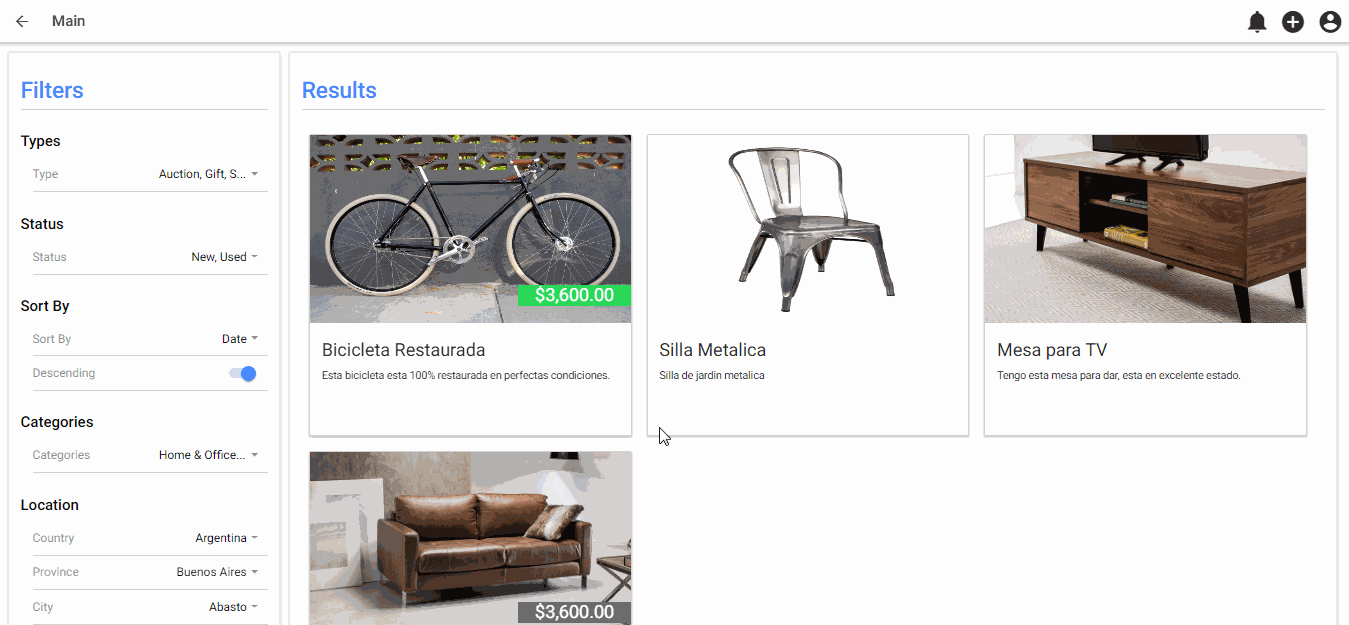 Main
Filters
Types
Type Auction, Gift, S...
Status
Status New, Used
Sort By
Sort By Date
Descending
Categories
Categories Home & Office...
Location
Country Argentina
Province Buenos Aires
City Abasto
Results
$3,600.00
Bicicleta Restaurada
Esta bicicleta esta 100% restaurada en perfectas condiciones.
Silla Metalica
Silla de jardin metalica
Mesa para TV
Tengo esta mesa para dar, esta en excelente estado.
$3,600.00